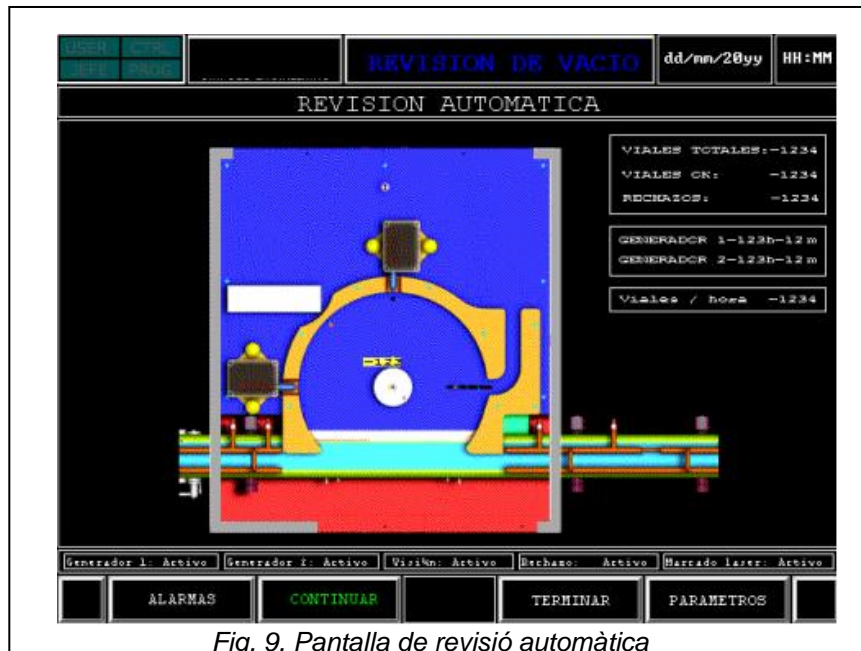 USER CTRL
JEFE PROG
REVISION DE VACIO
dd/mm/20yy
HH:MM
REVISION AUTOMATICA
VIALES TOTALES:-1234
VIALES OK: -1234
RECHAZOS: -1234
GENERADOR 1-123h-12m
GENERADOR 2-123h-12m
Viales / hora -1234
-123
Generador 1: Activo
Generador 2: Activo
Visi%n: Activo
Rechazo: Activo
Marcado laser: Activo
ALARMAS
CONTINUAR
TERMINAR
PARAMETROS
Fig. 9. Pantalla de revisió automàtica